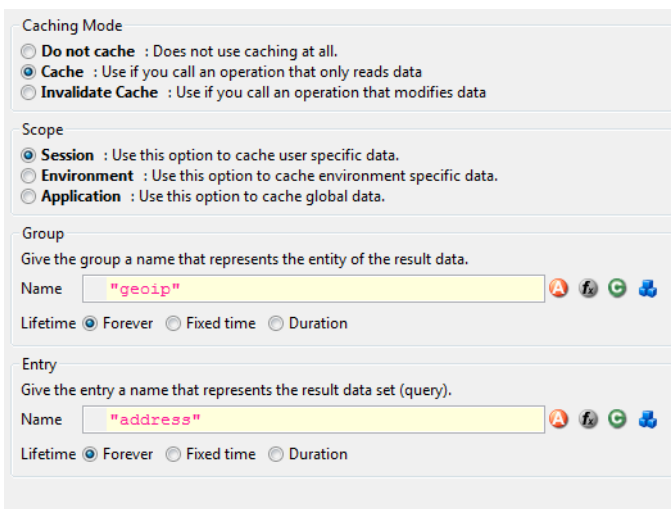 Caching Mode
Do not cache : Does not use caching at all.
Cache : Use if you call an operation that only reads data
Invalidate Cache : Use if you call an operation that modifies data
Scope
Session : Use this option to cache user specific data.
Environment : Use this option to cache environment specific data.
Application : Use this option to cache global data.
Group
Give the group a name that represents the entity of the result data.
Name "geoip" A fx C
Lifetime Forever Fixed time Duration
Entry
Give the entry a name that represents the result data set (query).
Name "address" A fx C
Lifetime Forever Fixed time Duration